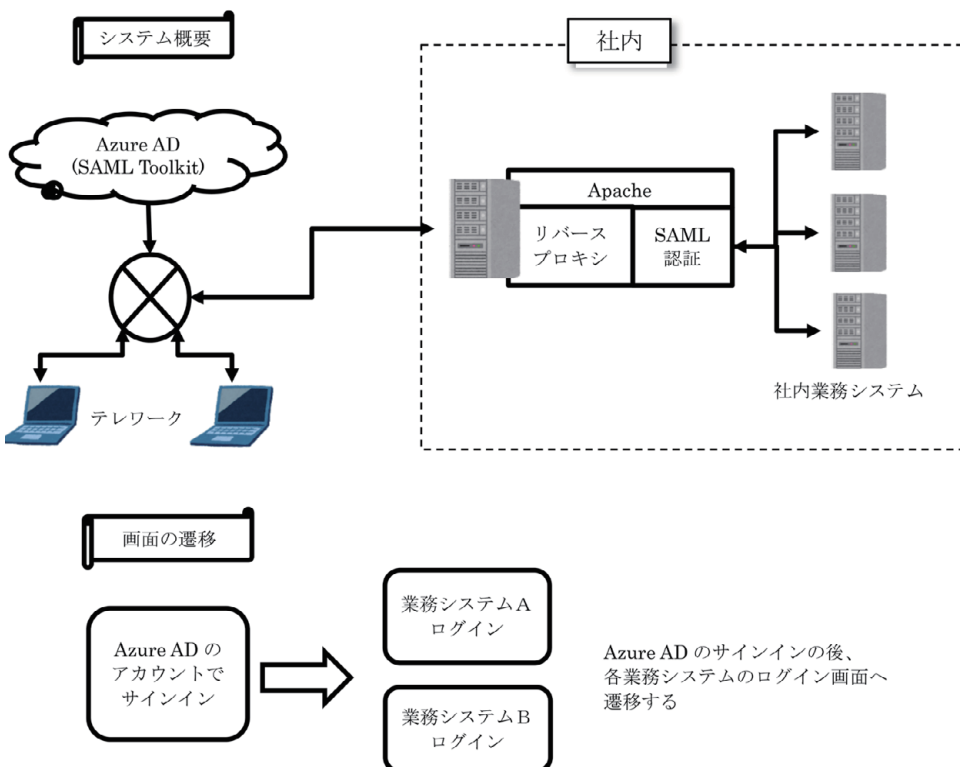 システム概要
社内
Azure AD
(SAML Toolkit)
Apache
リバース
プロキシ
SAML
認証
社内業務システム
テレワーク
画面の遷移
Azure AD の
アカウントで
サインイン
業務システムA
ログイン
業務システムB
ログイン
Azure AD のサインインの後、
各業務システムのログイン画面へ
遷移する